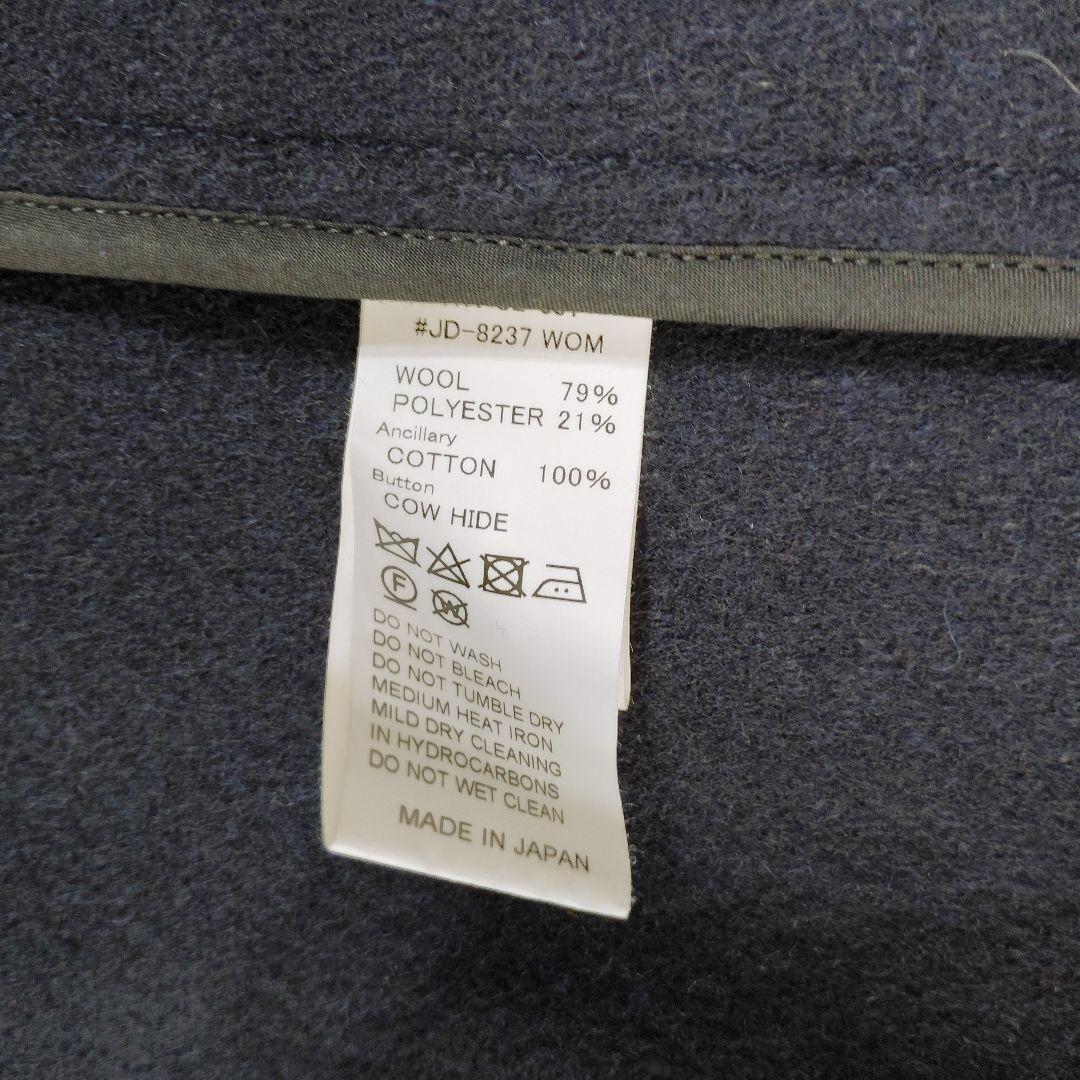 #JD-8237 WOM
WOOL 79%
POLYESTER 21%
Ancillary
COTTON 100%
Button
COW HIDE
F W
DO NOT WASH
DO NOT BLEACH
DO NOT TUMBLE DRY
MEDIUM HEAT IRON
MILD DRY CLEANING
IN HYDROCARBONS
DO NOT WET CLEAN
MADE IN JAPAN